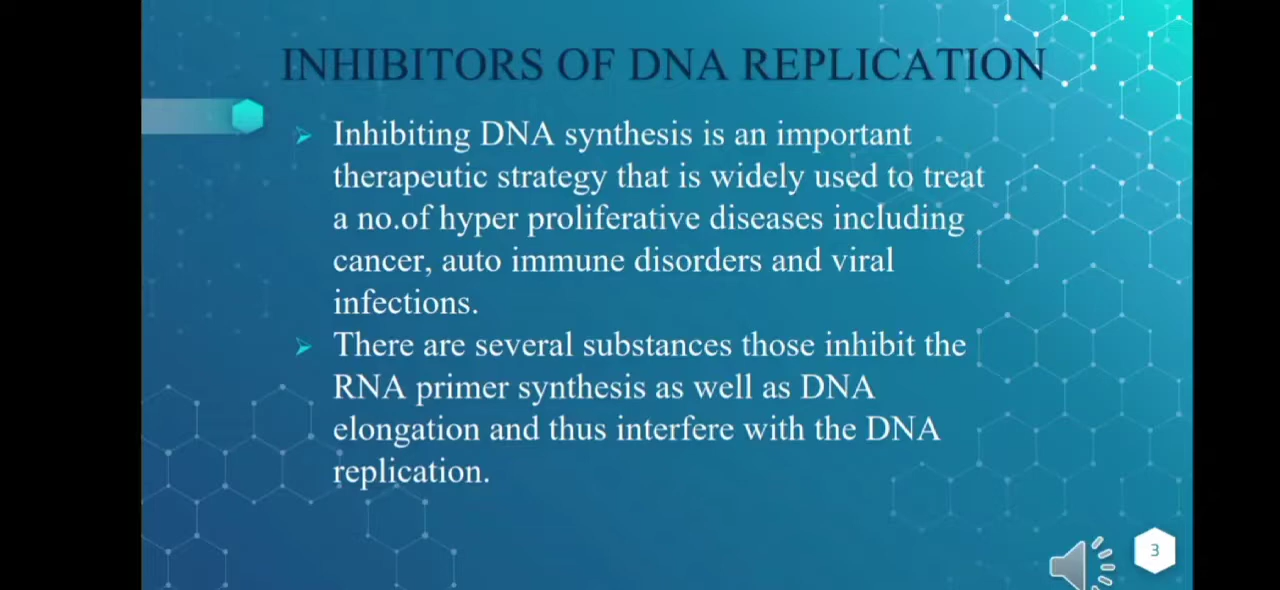 INHIBITORS OF DNA REPLICATION
➢ Inhibiting DNA synthesis is an important
therapeutic strategy that is widely used to treat
a no.of hyper proliferative diseases including
cancer, auto immune disorders and viral
infections.
➢ There are several substances those inhibit the
RNA primer synthesis as well as DNA
elongation and thus interfere with the DNA
replication.
3